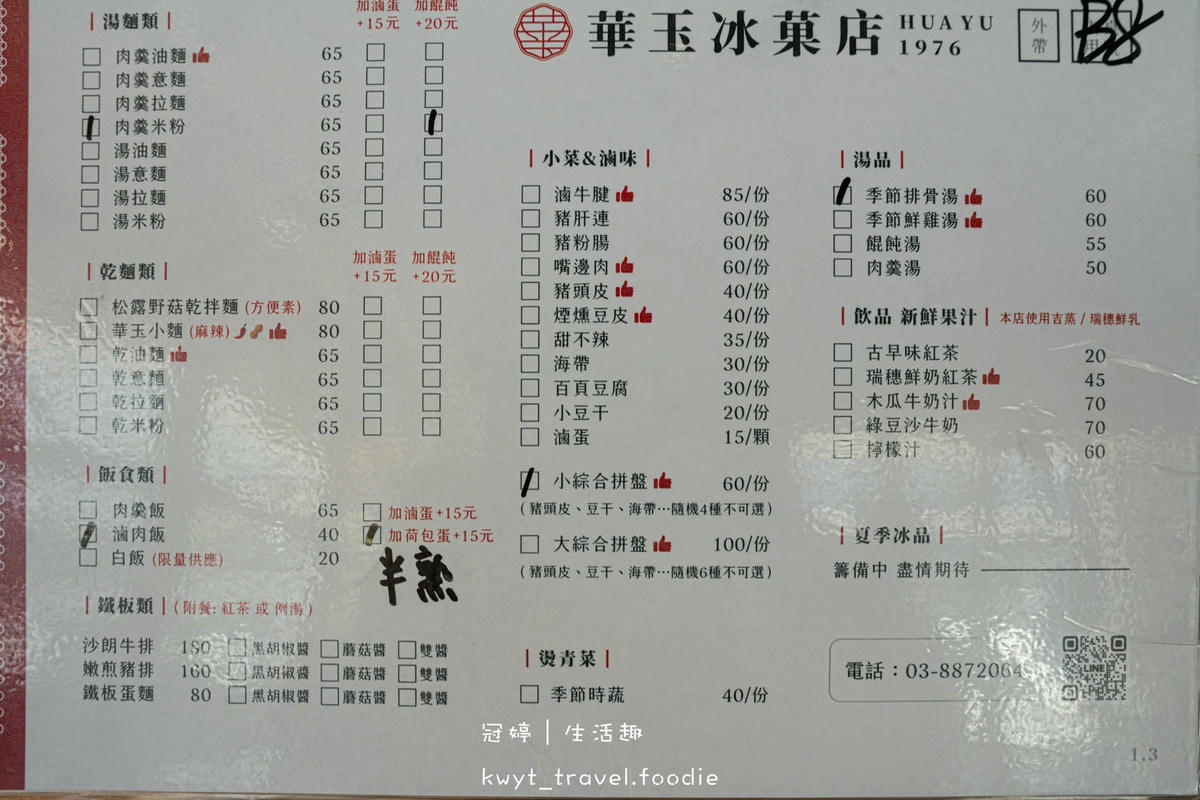 華玉冰菓店 HUA YU 1976
外帶
B8
湯麵類 加滷蛋+15元 加餛飩+20元
肉羹油麵 65
肉羹意麵 65
肉羹拉麵 65
肉羹米粉 65
湯油麵 65
湯意麵 65
湯拉麵 65
湯米粉 65
乾麵類 加滷蛋+15元 加餛飩+20元
松露野菇乾拌麵 (方便素) 80
華玉小麵 (麻辣) 80
乾油麵 65
乾意麵 65
乾拉麵 65
乾米粉 65
飯食類
肉羹飯 65 加滷蛋+15元
滷肉飯 40 加荷包蛋+15元
白飯 (限量供應) 20
半熟
鐵板類 (附餐: 紅茶 或 例湯)
沙朗牛排 180 黑胡椒醬 蘑菇醬 雙醬
嫩煎豬排 160 黑胡椒醬 蘑菇醬 雙醬
鐵板蛋麵 80 黑胡椒醬 蘑菇醬 雙醬
小菜&滷味
滷牛腱 85/份
豬肝連 60/份
豬粉腸 60/份
嘴邊肉 60/份
豬頭皮 40/份
煙燻豆皮 40/份
甜不辣 35/份
海帶 30/份
百頁豆腐 30/份
小豆干 20/份
滷蛋 15/顆
小綜合拼盤 60/份
(豬頭皮、豆干、海帶…隨機4種不可選)
大綜合拼盤 100/份
(豬頭皮、豆干、海帶…隨機6種不可選)
燙青菜
季節時蔬 40/份
湯品
季節排骨湯 60
季節鮮雞湯 60
餛飩湯 55
肉羹湯 50
飲品 新鮮果汁 本店使用吉蒸 / 瑞穗鮮乳
古早味紅茶 20
瑞穗鮮奶紅茶 45
木瓜牛奶汁 70
綠豆沙牛奶 70
檸檬汁 60
夏季冰品
籌備中 盡情期待
電話：03-8872064
LINE
1.3
冠婷｜生活趣
kwyt_travel.foodie